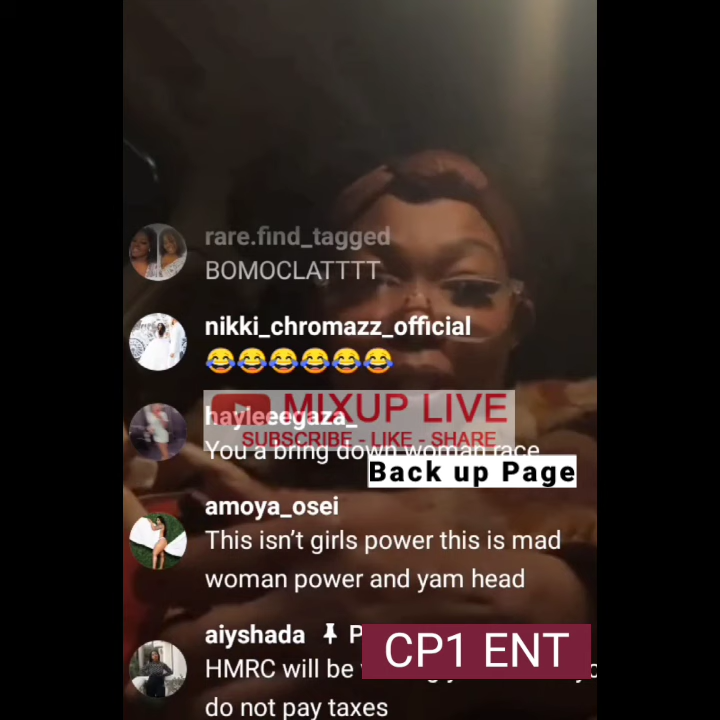 rare.find_tagged
BOMOCLATTTT
nikki_chromazz_official
😂😂😂😂😂😂
hayleeegaza_
MIXUP LIVE
SUBSCRIBE - LIKE - SHARE
You a bring down woman race
Back up Page
amoya_osei
This isn’t girls power this is mad
woman power and yam head
aiyshada
CP1 ENT
HMRC will be
do not pay taxes